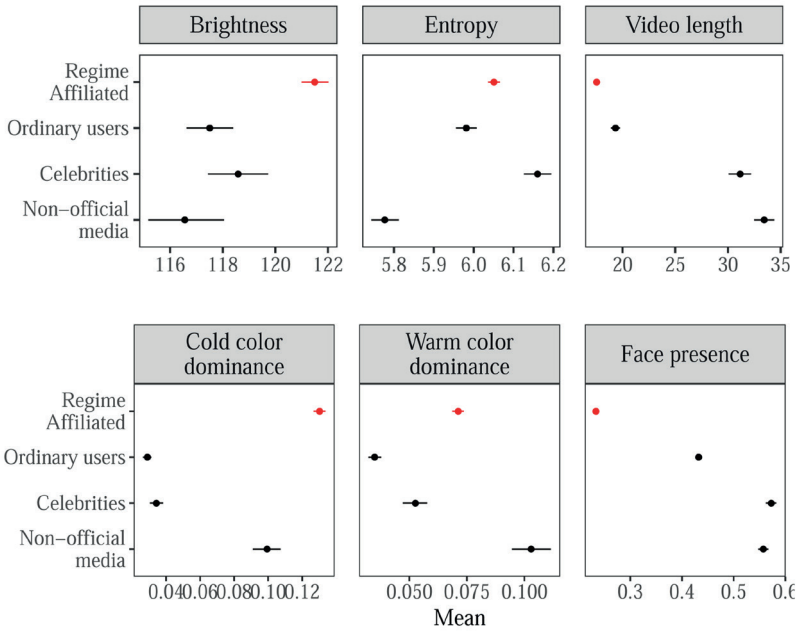 Brightness Entropy Video length
Regime
Affiliated
Ordinary users
Celebrities
Non−official
media
116 118 120 122 5.8 5.9 6.0 6.1 6.2 20 25 30 35
Cold color
dominance
Warm color
dominance
Face presence
Regime
Affiliated
Ordinary users
Celebrities
Non−official
media
0.04 0.06 0.08 0.10 0.12 0.050 0.075 0.100 0.3 0.4 0.5 0.6
Mean